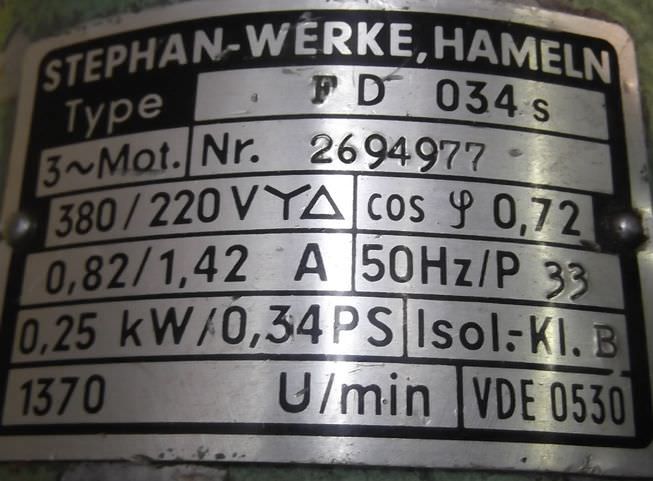 STEPHAN-WERKE, HAMELN
Type FD 034 s
3~Mot. Nr. 2694977
380/220 V Y△ cos φ 0,72
0,82/1,42 A 50Hz/P 33
0,25 kW/0,34PS Isol.-Kl. B
1370 U/min VDE 0530